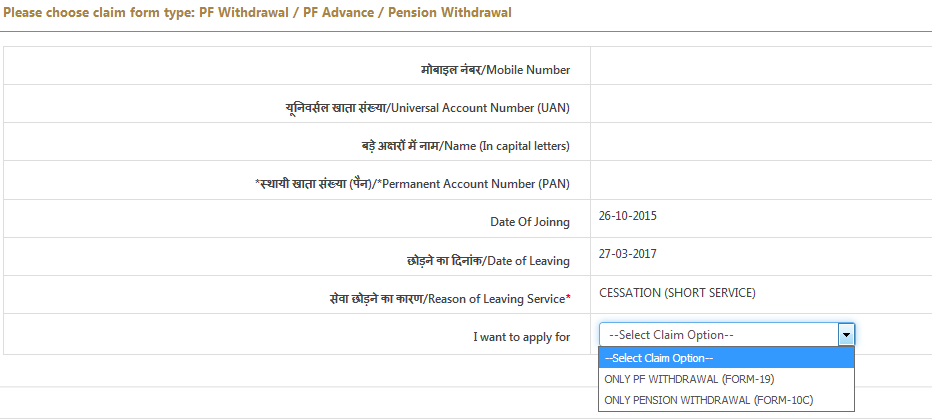 Please choose claim form type: PF Withdrawal / PF Advance / Pension Withdrawal
मोबाइल नंबर/Mobile Number
यूनिवर्सल खाता संख्या/Universal Account Number (UAN)
बड़े अक्षरों में नाम/Name (In capital letters)
*स्थायी खाता संख्या (पैन)/*Permanent Account Number (PAN)
Date Of Joinng 26-10-2015
छोड़ने का दिनांक/Date of Leaving 27-03-2017
सेवा छोड़ने का कारण/Reason of Leaving Service* CESSATION (SHORT SERVICE)
I want to apply for --Select Claim Option--
--Select Claim Option--
ONLY PF WITHDRAWAL (FORM-19)
ONLY PENSION WITHDRAWAL (FORM-10C)